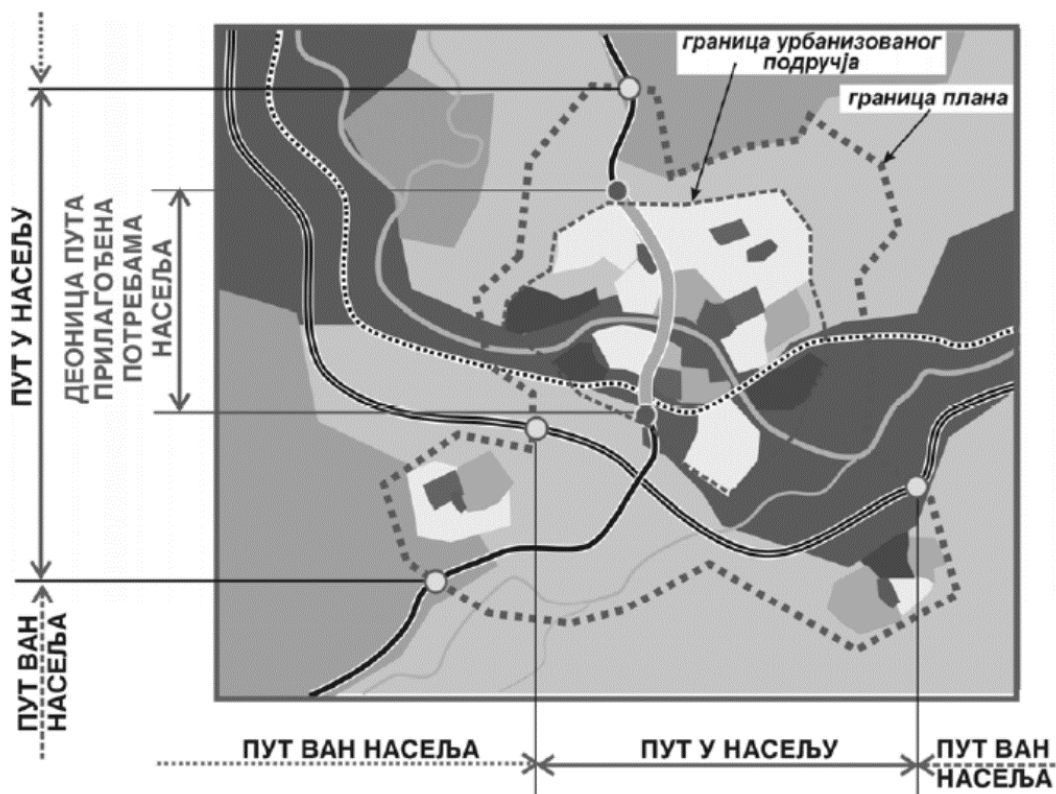 граница урбанизованог
подручја
граница плана
ПУТ У НАСЕЉУ
ДЕОНИЦА ПУТА
ПРИЛАГОЂЕНА
ПОТРЕБАМА
НАСЕЉА
ПУТ ВАН
НАСЕЉА
ПУТ ВАН НАСЕЉА
ПУТ У НАСЕЉУ
ПУТ ВАН
НАСЕЉА